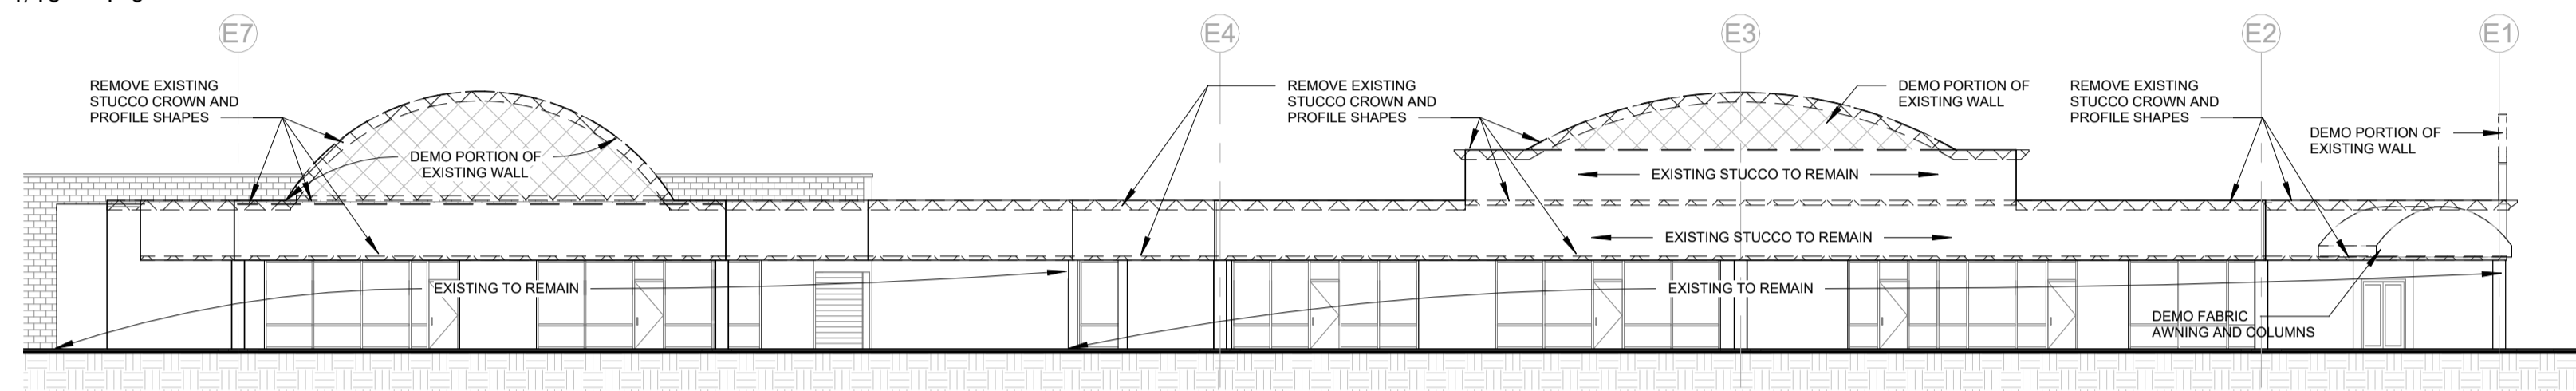 E7
E4
E3
E2
E1
REMOVE EXISTING
STUCCO CROWN AND
PROFILE SHAPES
DEMO PORTION OF
EXISTING WALL
REMOVE EXISTING
STUCCO CROWN AND
PROFILE SHAPES
DEMO PORTION OF
EXISTING WALL
REMOVE EXISTING
STUCCO CROWN AND
PROFILE SHAPES
DEMO PORTION OF
EXISTING WALL
EXISTING STUCCO TO REMAIN
EXISTING STUCCO TO REMAIN
EXISTING TO REMAIN
EXISTING TO REMAIN
DEMO FABRIC
AWNING AND COLUMNS